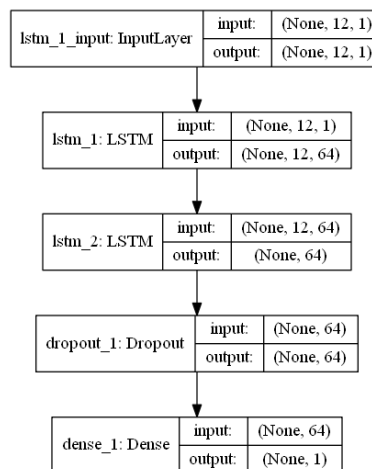 lstm_1_input: InputLayer
input: (None, 12, 1)
output: (None, 12, 1)
lstm_1: LSTM
input: (None, 12, 1)
output: (None, 12, 64)
lstm_2: LSTM
input: (None, 12, 64)
output: (None, 64)
dropout_1: Dropout
input: (None, 64)
output: (None, 64)
dense_1: Dense
input: (None, 64)
output: (None, 1)